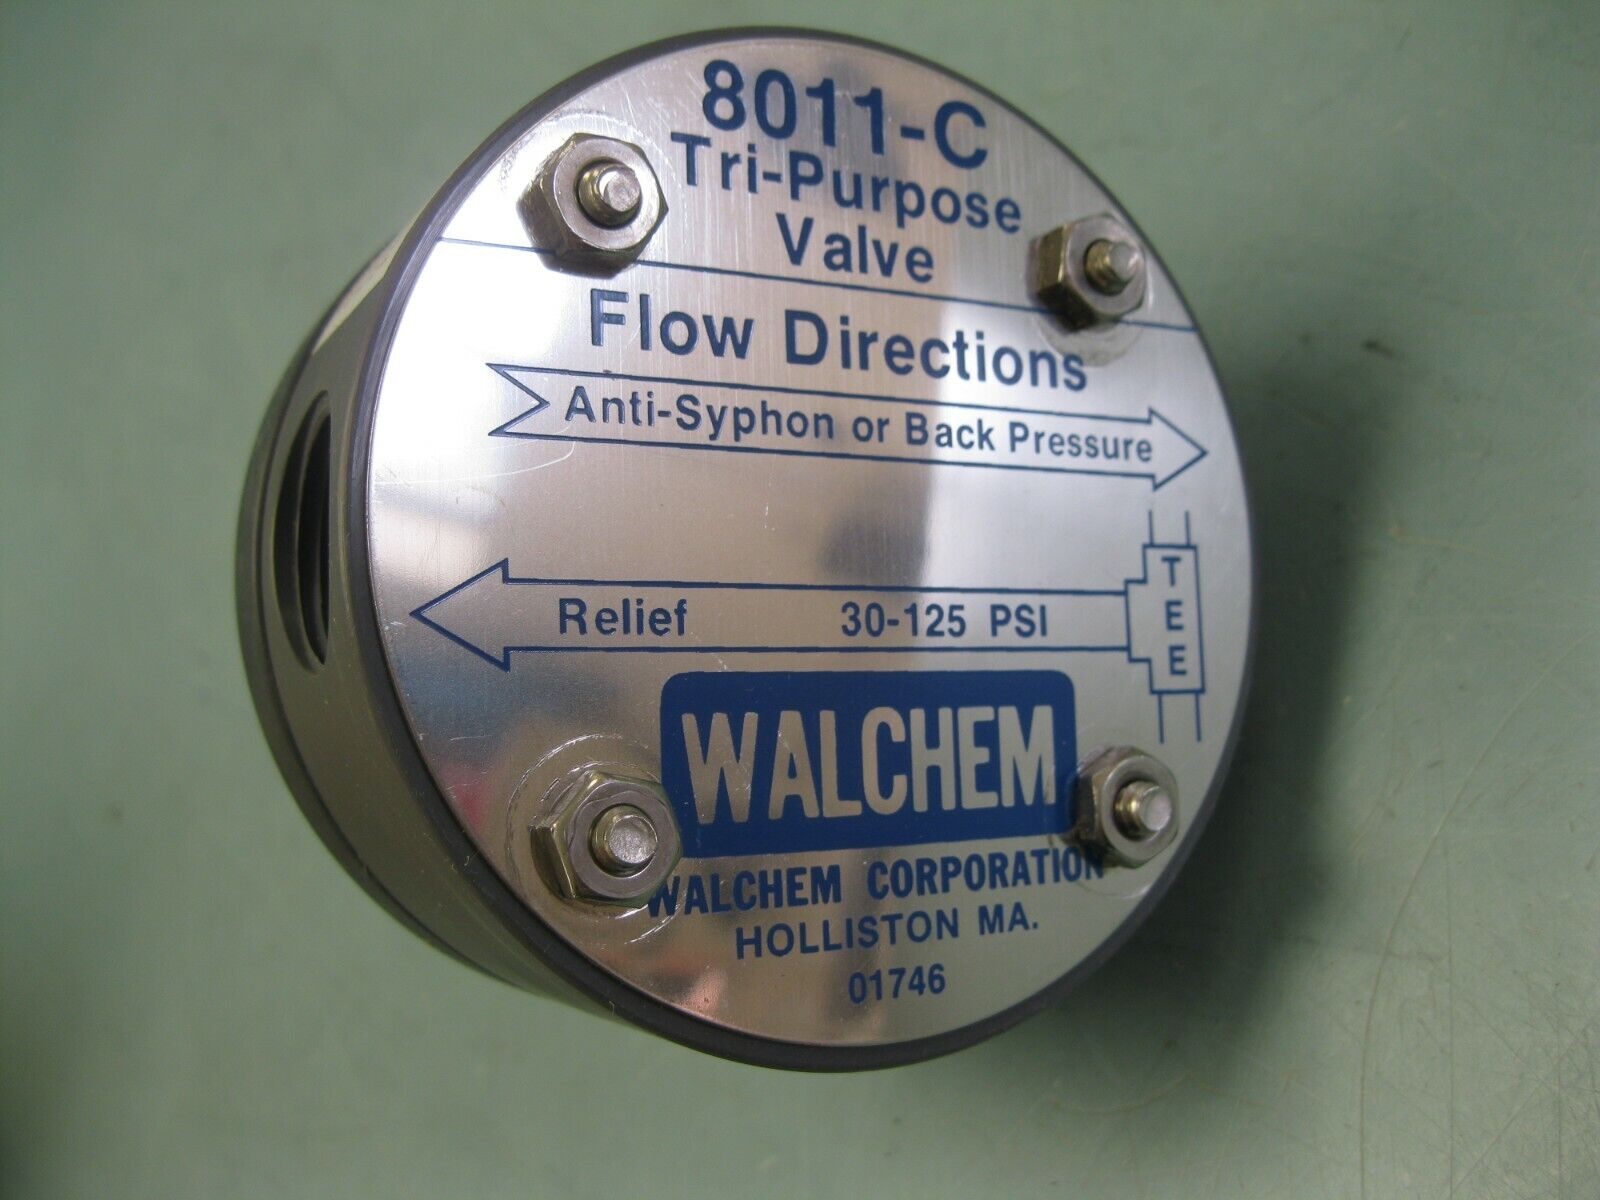 8011-C
Tri-Purpose
Valve
Flow Directions
Anti-Syphon or Back Pressure
Relief 30-125 PSI
TEE
WALCHEM
WALCHEM CORPORATION
HOLLISTON MA.
01746